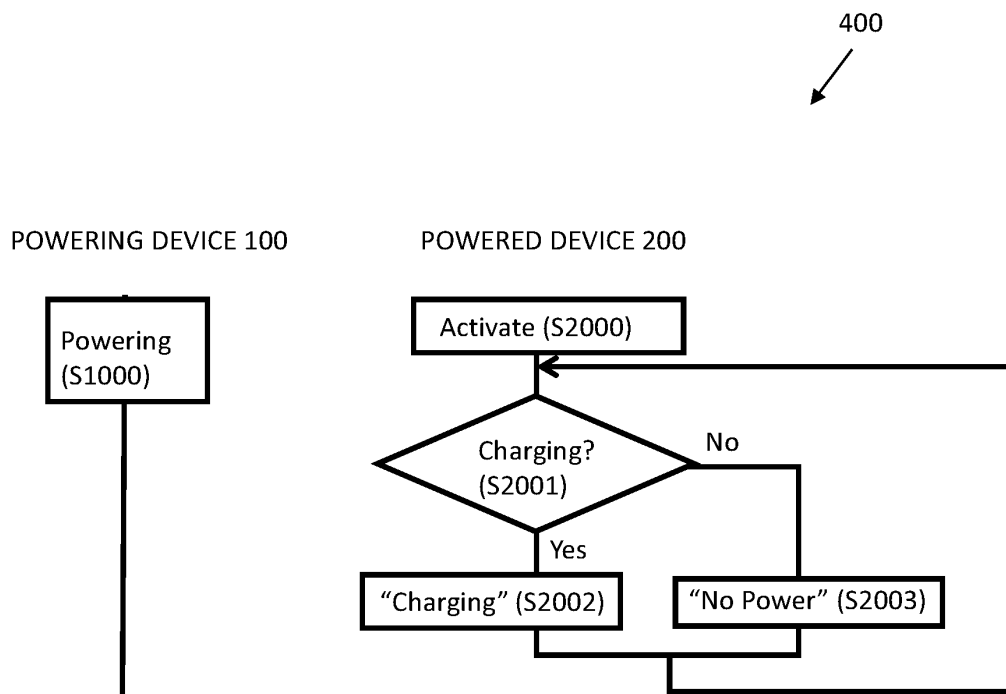 400
POWERING DEVICE 100
POWERED DEVICE 200
Powering
(S1000)
Activate (S2000)
Charging?
(S2001)
No
Yes
“Charging” (S2002)
“No Power” (S2003)